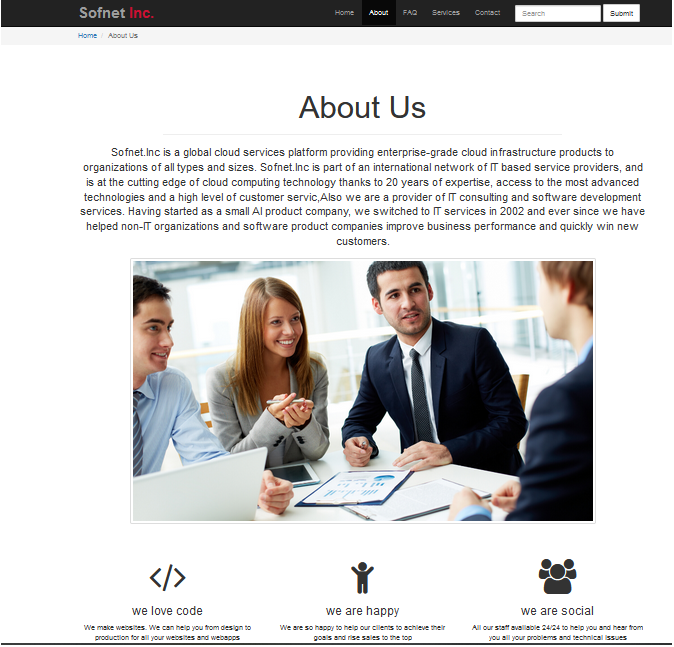 Sofnet Inc.
Home About FAQ Services Contact Search Submit
Home / About Us
About Us
Sofnet.Inc is a global cloud services platform providing enterprise-grade cloud infrastructure products to
organizations of all types and sizes. Sofnet.Inc is part of an international network of IT based service providers, and
is at the cutting edge of cloud computing technology thanks to 20 years of expertise, access to the most advanced
technologies and a high level of customer servic,Also we are a provider of IT consulting and software development
services. Having started as a small AI product company, we switched to IT services in 2002 and ever since we have
helped non-IT organizations and software product companies improve business performance and quickly win new
customers.
we love code
We make websites. We can help you from design to
production for all your websites and webapps
we are happy
We are so happy to help our clients to achieve their
goals and rise sales to the top
we are social
All our staff available 24/24 to help you and hear from
you all your problems and technical issues